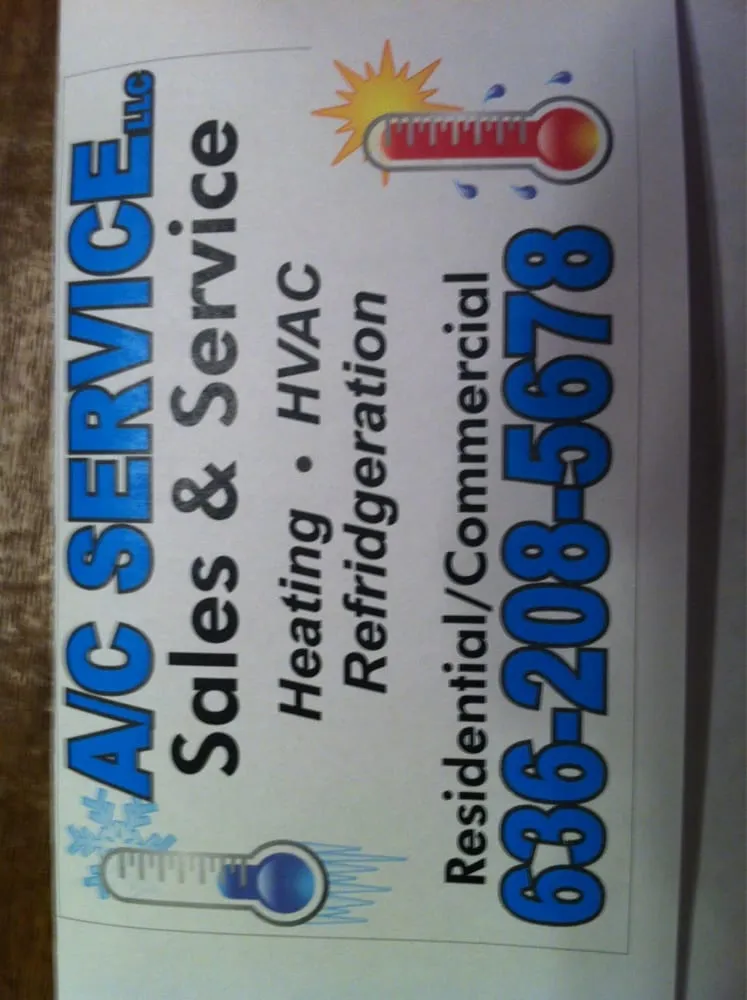 A/C SERVICE LLC
Sales & Service
Heating • HVAC
Refridgeration
Residential/Commercial
636-208-5678